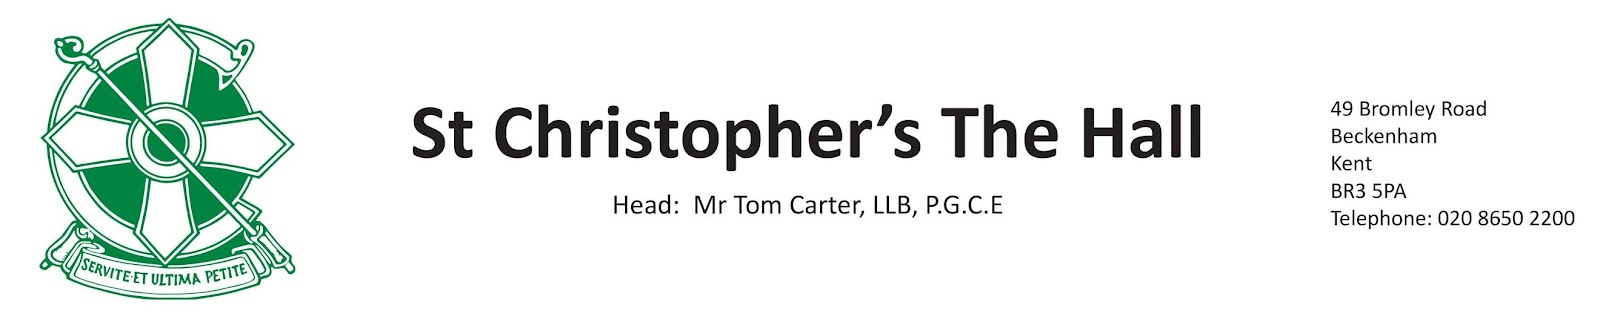 St Christopher’s The Hall
Head:  Mr Tom Carter, LLB, P.G.C.E
49 Bromley Road
Beckenham
Kent
BR3 5PA
Telephone: 020 8650 2200
SERVITE·ET ULTIMA PETITE